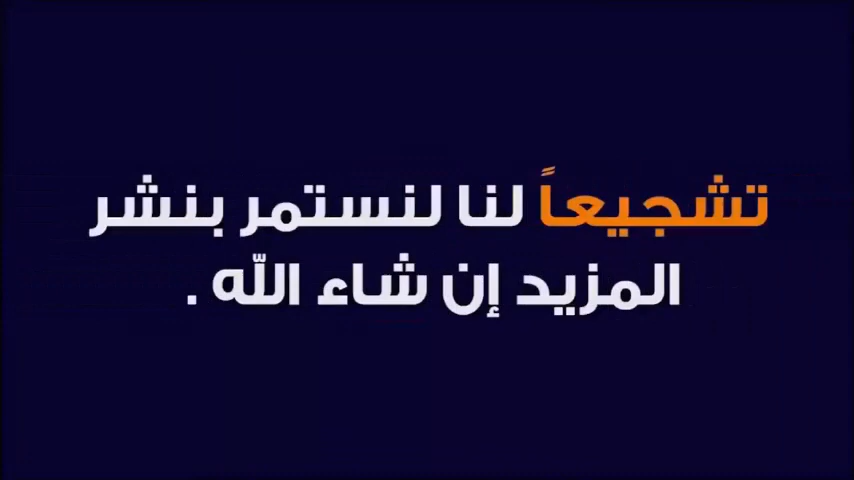 تشجيعاً لنا لنستمر بنشر
المزيد إن شاء الله .